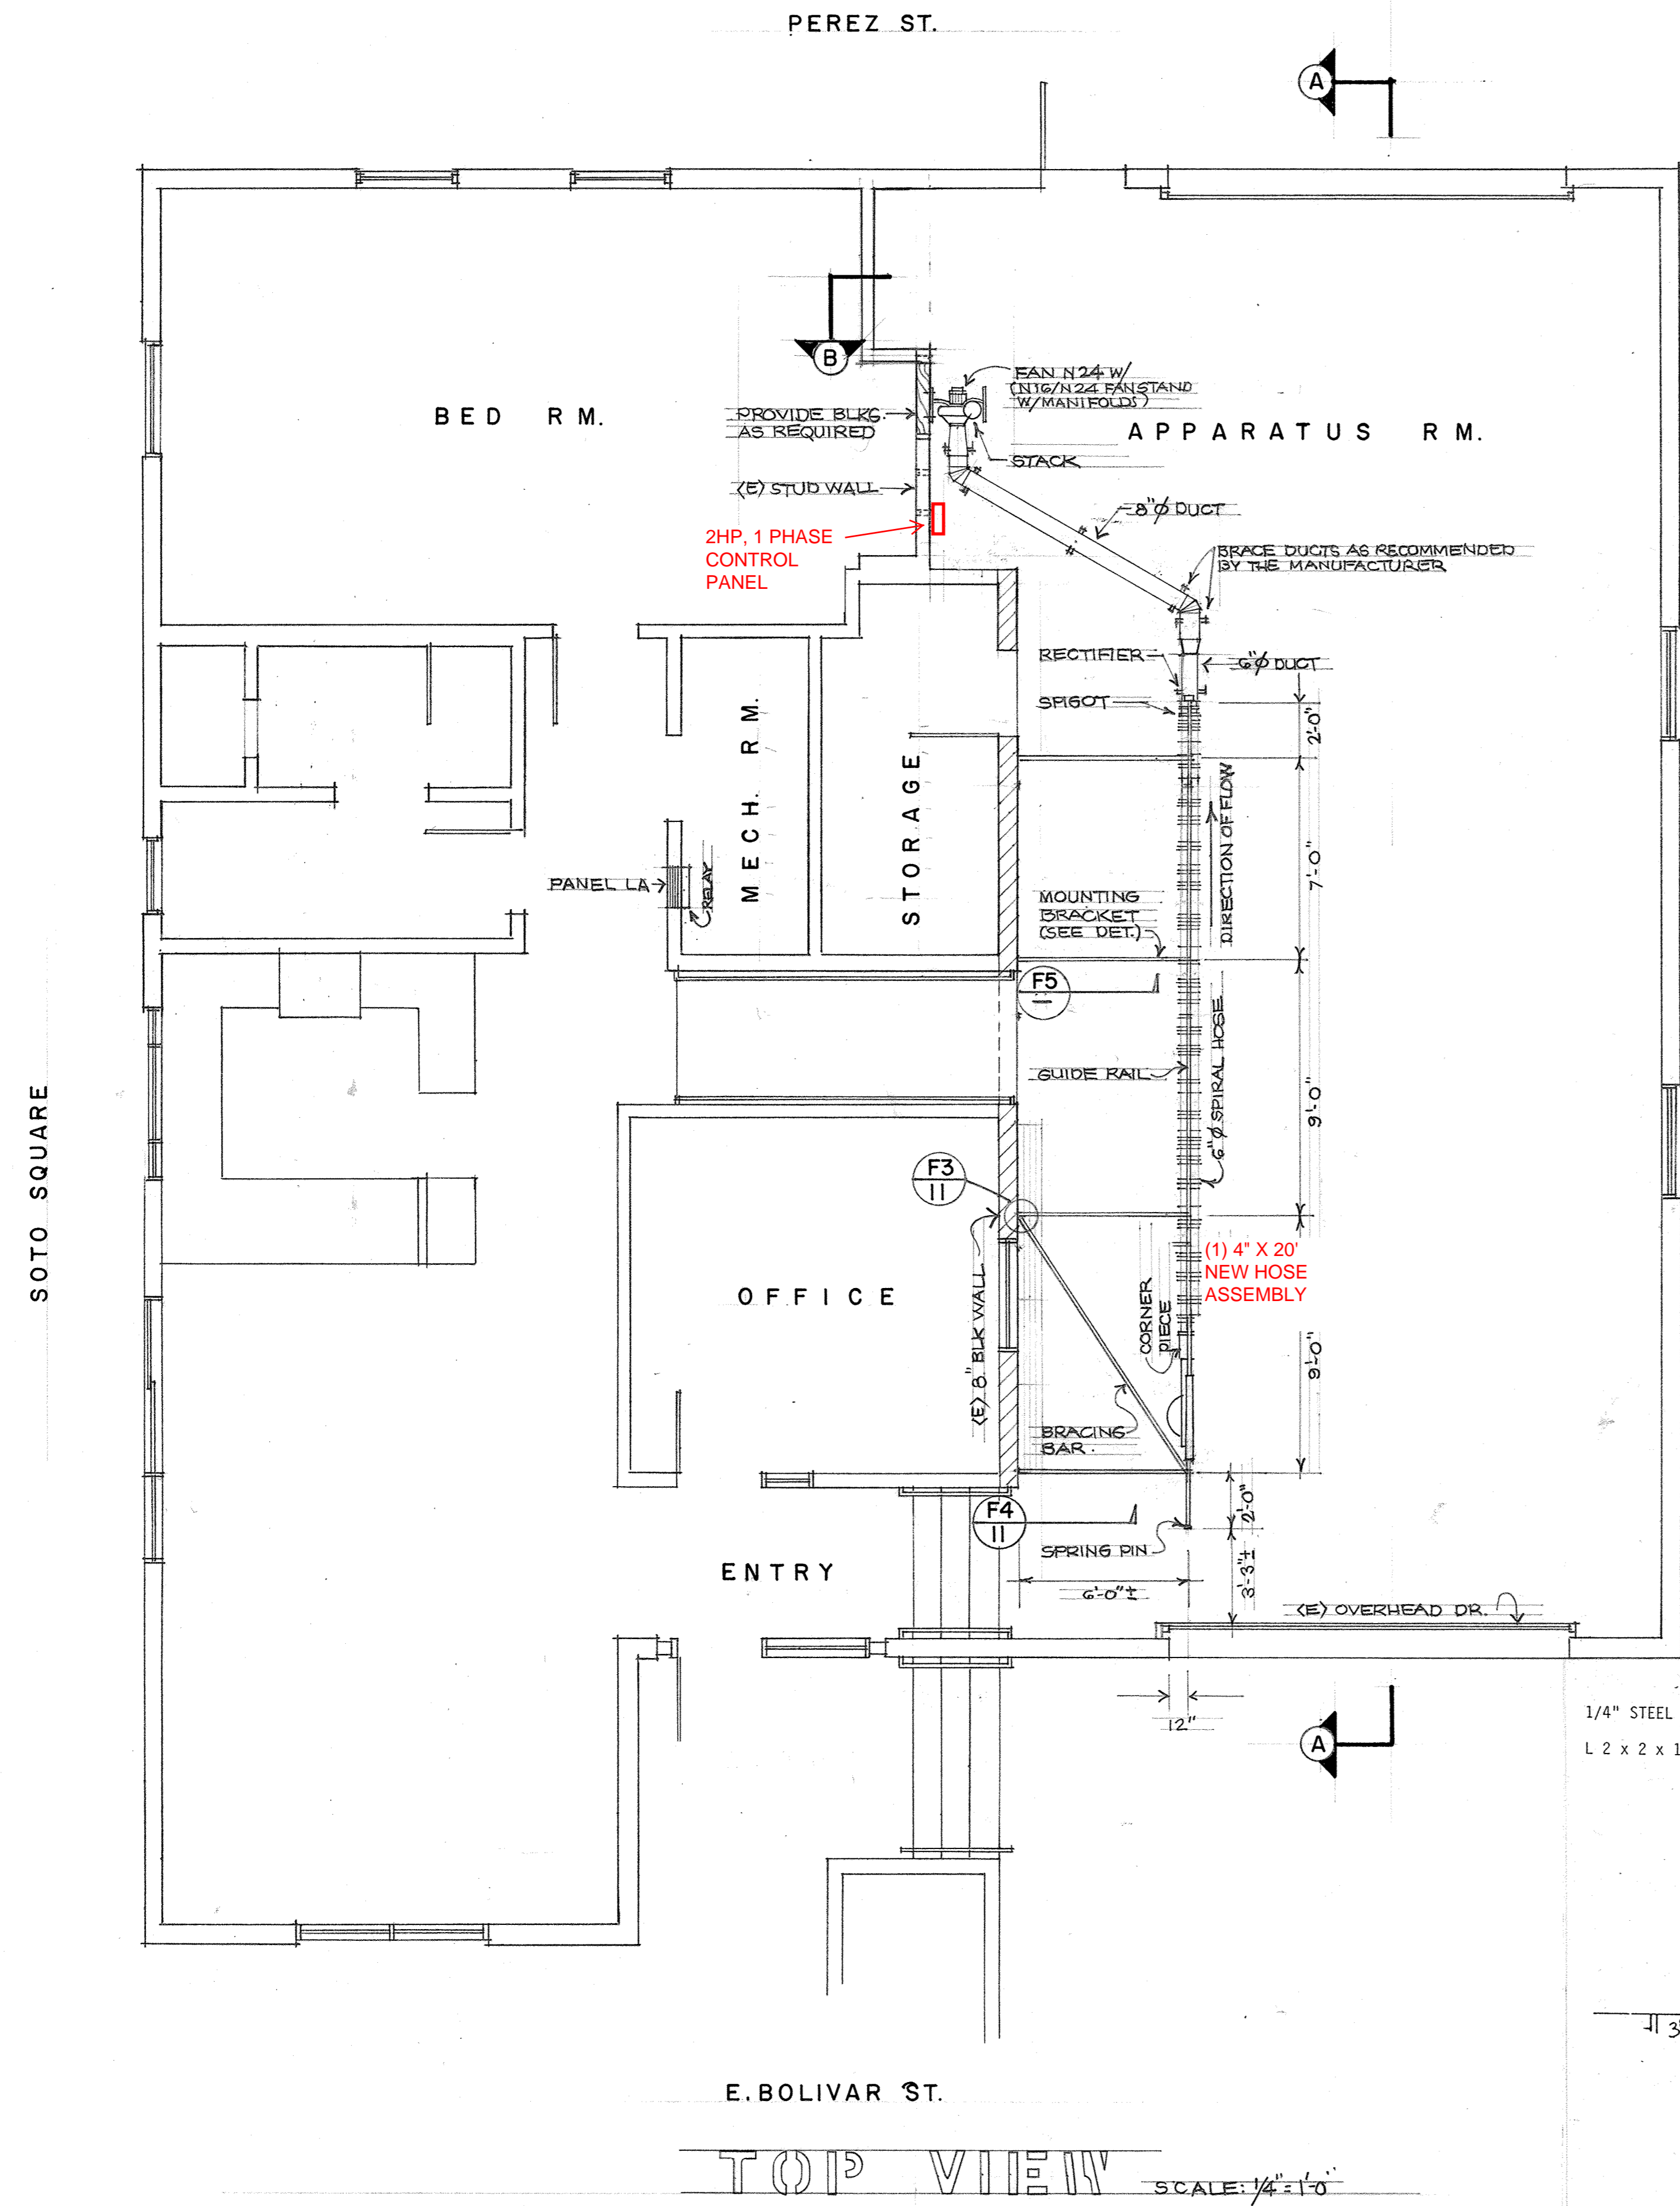 PEREZ ST.
A
B
BED RM.
PROVIDE BLKG.
AS REQUIRED
FAN N24 W/
(N16/N24 FANSTAND
W/MANIFOLDS)
APPARATUS RM.
STACK
(E) STUD WALL
8"φ DUCT
2HP, 1 PHASE
CONTROL
PANEL
BRACE DUCTS AS RECOMMENDED
BY THE MANUFACTURER
RECTIFIER
6"φ DUCT
SPIGOT
2'-0"
MECH. RM.
STORAGE
DIRECTION OF FLOW
7'-0"
PANEL LA
RELAY
MOUNTING
BRACKET
(SEE DET.)
F5
—
GUIDE RAIL
6"φ SPIRAL HOSE
9'-0"
SOTO SQUARE
F3
11
(E) 8" BLK WALL
OFFICE
(1) 4" X 20'
NEW HOSE
ASSEMBLY
CORNER
PIECE
9'-0"
BRACING
BAR.
F4
11
2'-0"
SPRING PIN
ENTRY
6'-0"±
3'-3"±
(E) OVERHEAD DR.
12"
A
1/4" STEEL
L 2 x 2 x 1
3'
E. BOLIVAR ST.
TOP VIEW
SCALE: 1/4" = 1'-0"